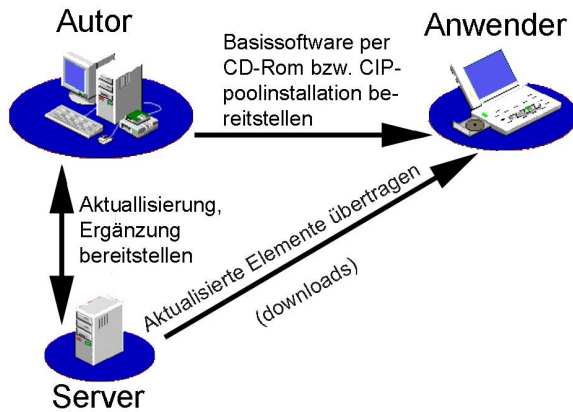 Autor
Anwender
Basissoftware per
CD-Rom bzw. CIP-
poolinstallation be-
reitstellen
Aktuallisierung,
Ergänzung
bereitstellen
Aktualisierte Elemente übertragen
(downloads)
Server